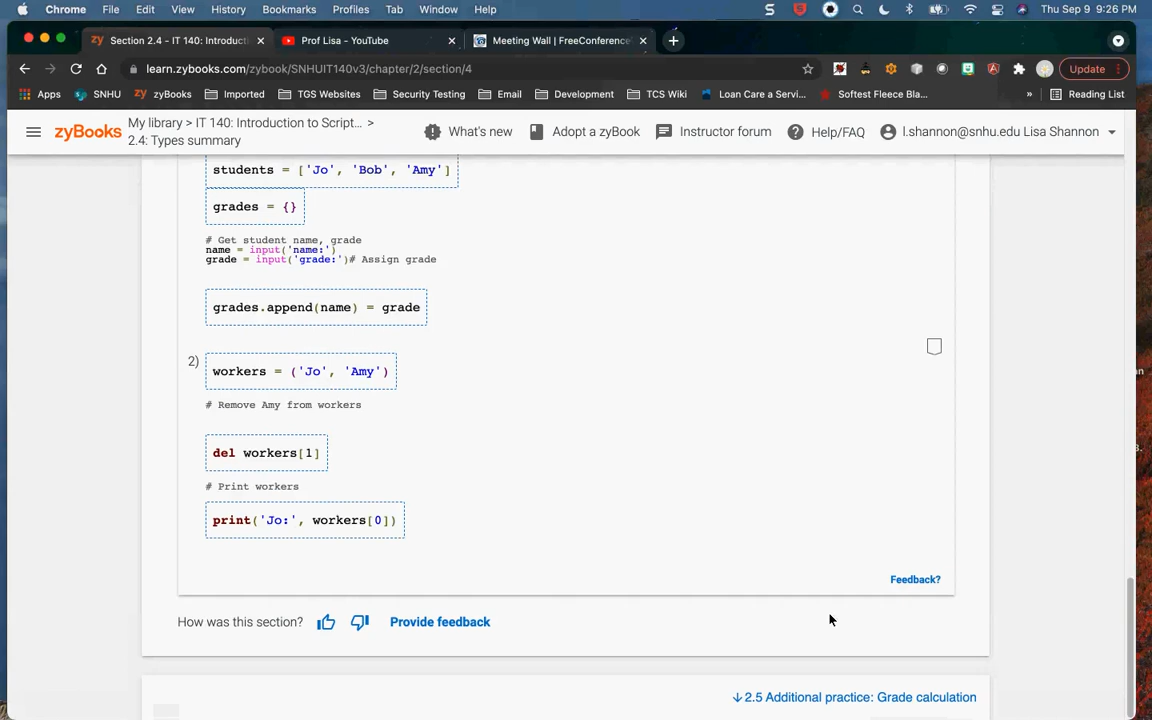 Chrome File Edit View History Bookmarks Profiles Tab Window Help Thu Sep 9 9:26 PM
Section 2.4 - IT 140: Introducti Prof Lisa - YouTube Meeting Wall | FreeConference
learn.zybooks.com/zybook/SNHUIT140v3/chapter/2/section/4 Update
Apps SNHU zyBooks Imported TGS Websites Security Testing Email Development TCS Wiki Loan Care a Servi... Softest Fleece Bla... » Reading List
zyBooks My library > IT 140: Introduction to Script... > What's new Adopt a zyBook Instructor forum Help/FAQ l.shannon@snhu.edu Lisa Shannon
2.4: Types summary
students = ['Jo', 'Bob', 'Amy']
grades = {}
# Get student name, grade
name = input('name:')
grade = input('grade:')# Assign grade
grades.append(name) = grade
2)
workers = ('Jo', 'Amy')
# Remove Amy from workers
del workers[1]
# Print workers
print('Jo:', workers[0])
Feedback?
How was this section? Provide feedback
↓ 2.5 Additional practice: Grade calculation